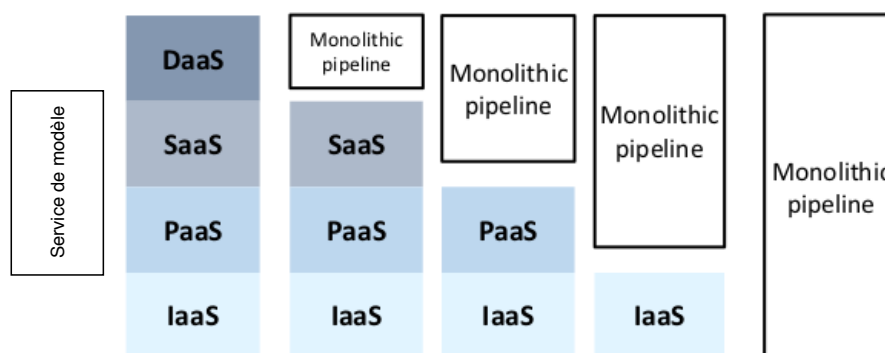 Service de modèle
DaaS
SaaS
PaaS
IaaS
Monolithic
pipeline
SaaS
PaaS
IaaS
Monolithic
pipeline
PaaS
IaaS
Monolithic
pipeline
IaaS
Monolithic
pipeline